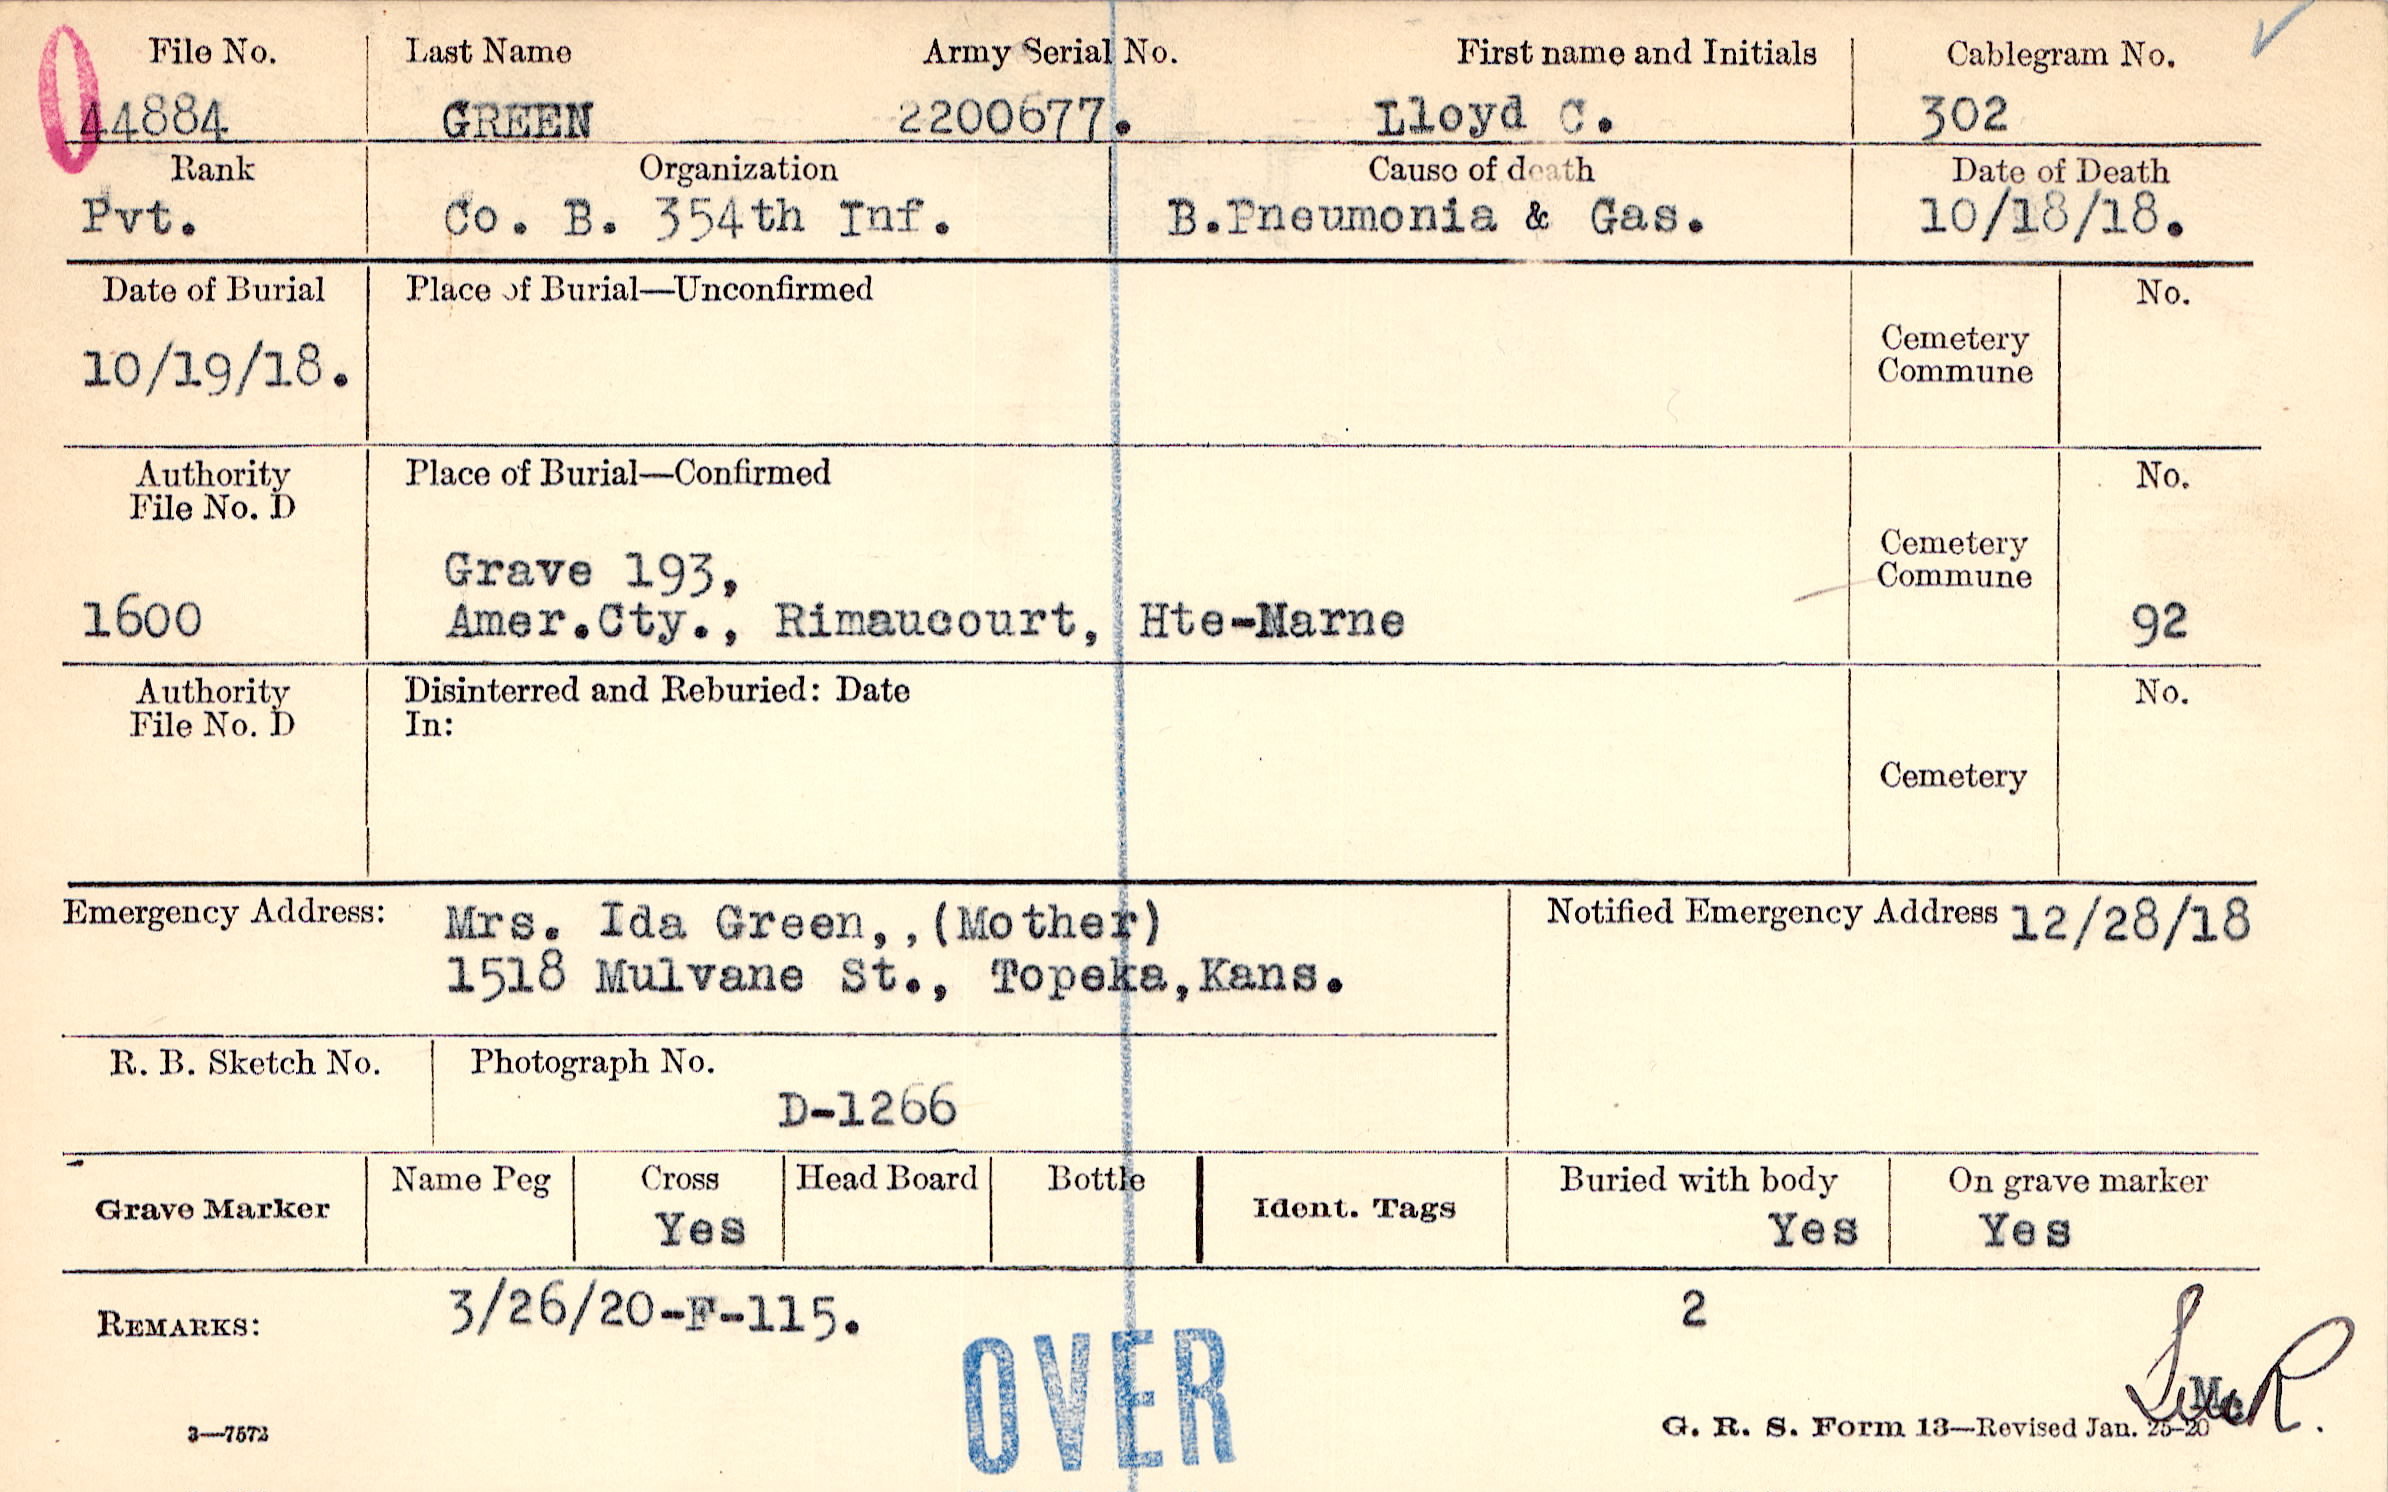 File No. Last Name Army Serial No. First name and Initials Cablegram No.
44884 GREEN 2200677. Lloyd C. 302
Rank Organization Cause of death Date of Death
Pvt. Co. B. 354th Inf. B.Pneumonia & Gas. 10/18/18.
Date of Burial Place of Burial—Unconfirmed No.
Cemetery
Commune
10/19/18.
Authority Place of Burial—Confirmed No.
File No. D
Cemetery
Commune
Grave 193,
1600 Amer.Cty., Rimaucourt, Hte-Marne 92
Authority Disinterred and Reburied: Date No.
File No. D In:
Cemetery
Emergency Address: Mrs. Ida Green,,(Mother) Notified Emergency Address 12/28/18
1518 Mulvane St., Topeka,Kans.
R. B. Sketch No. Photograph No.
D-1266
Grave Marker Name Peg Cross Head Board Bottle Ident. Tags Buried with body On grave marker
Yes Yes Yes
REMARKS: 3/26/20-F-115. 2
OVER
3—7572 G. R. S. Form 13—Revised Jan. 25-20